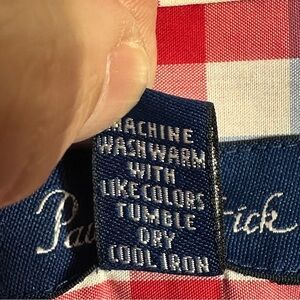 MACHINE
WASH WARM
WITH
LIKE COLORS
TUMBLE
DRY
COOL IRON